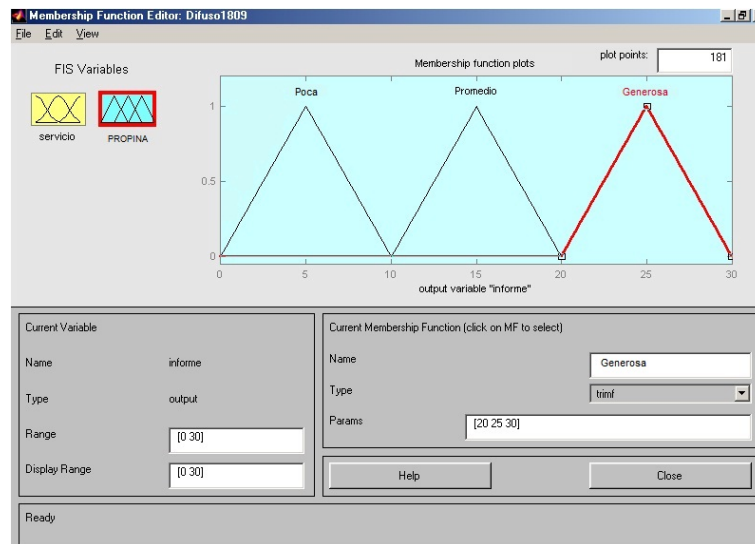 Membership Function Editor: Difuso1809
File Edit View
FIS Variables
servicio
PROPINA
Membership function plots
plot points:
181
Poca
Promedio
Generosa
1
0.5
0
0 5 10 15 20 25 30
output variable "informe"
Current Variable
Name informe
Type output
Range [0 30]
Display Range [0 30]
Current Membership Function (click on MF to select)
Name Generosa
Type trimf
Params [20 25 30]
Help
Close
Ready